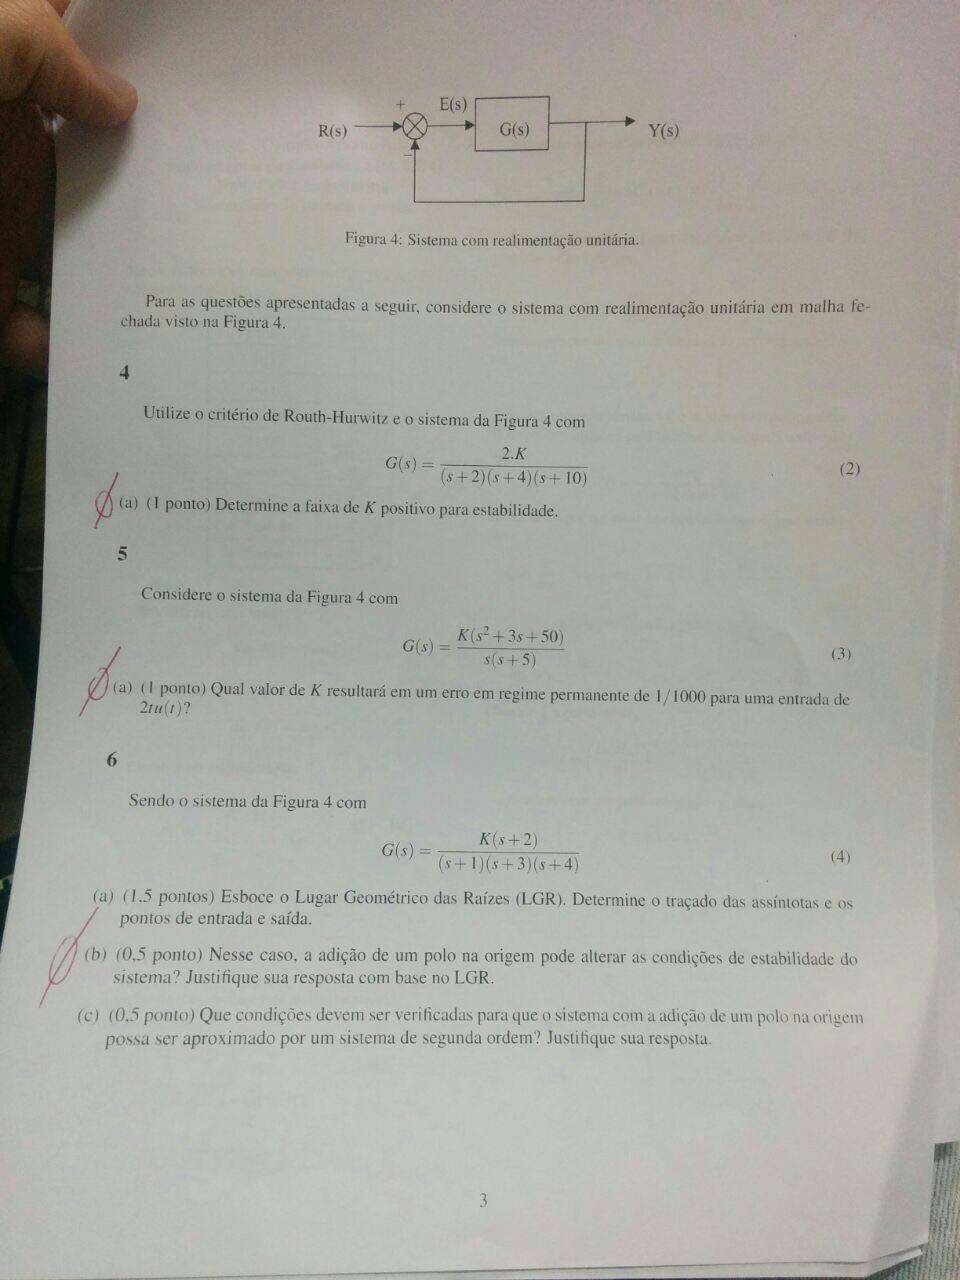 + E(s)
R(s) G(s) Y(s)
−
Figura 4: Sistema com realimentação unitária.
Para as questões apresentadas a seguir, considere o sistema com realimentação unitária em malha fe-
chada visto na Figura 4.
4
Utilize o critério de Routh-Hurwitz e o sistema da Figura 4 com
G(s) = 2.K / (s+2)(s+4)(s+10) (2)
(a) (1 ponto) Determine a faixa de K positivo para estabilidade.
5
Considere o sistema da Figura 4 com
G(s) = K(s²+3s+50) / s(s+5) (3)
(a) (1 ponto) Qual valor de K resultará em um erro em regime permanente de 1/1000 para uma entrada de
2tu(t)?
6
Sendo o sistema da Figura 4 com
G(s) = K(s+2) / (s+1)(s+3)(s+4) (4)
(a) (1,5 pontos) Esboce o Lugar Geométrico das Raízes (LGR). Determine o traçado das assíntotas e os
pontos de entrada e saída.
(b) (0,5 ponto) Nesse caso, a adição de um polo na origem pode alterar as condições de estabilidade do
sistema? Justifique sua resposta com base no LGR.
(c) (0,5 ponto) Que condições devem ser verificadas para que o sistema com a adição de um polo na origem
possa ser aproximado por um sistema de segunda ordem? Justifique sua resposta.
3